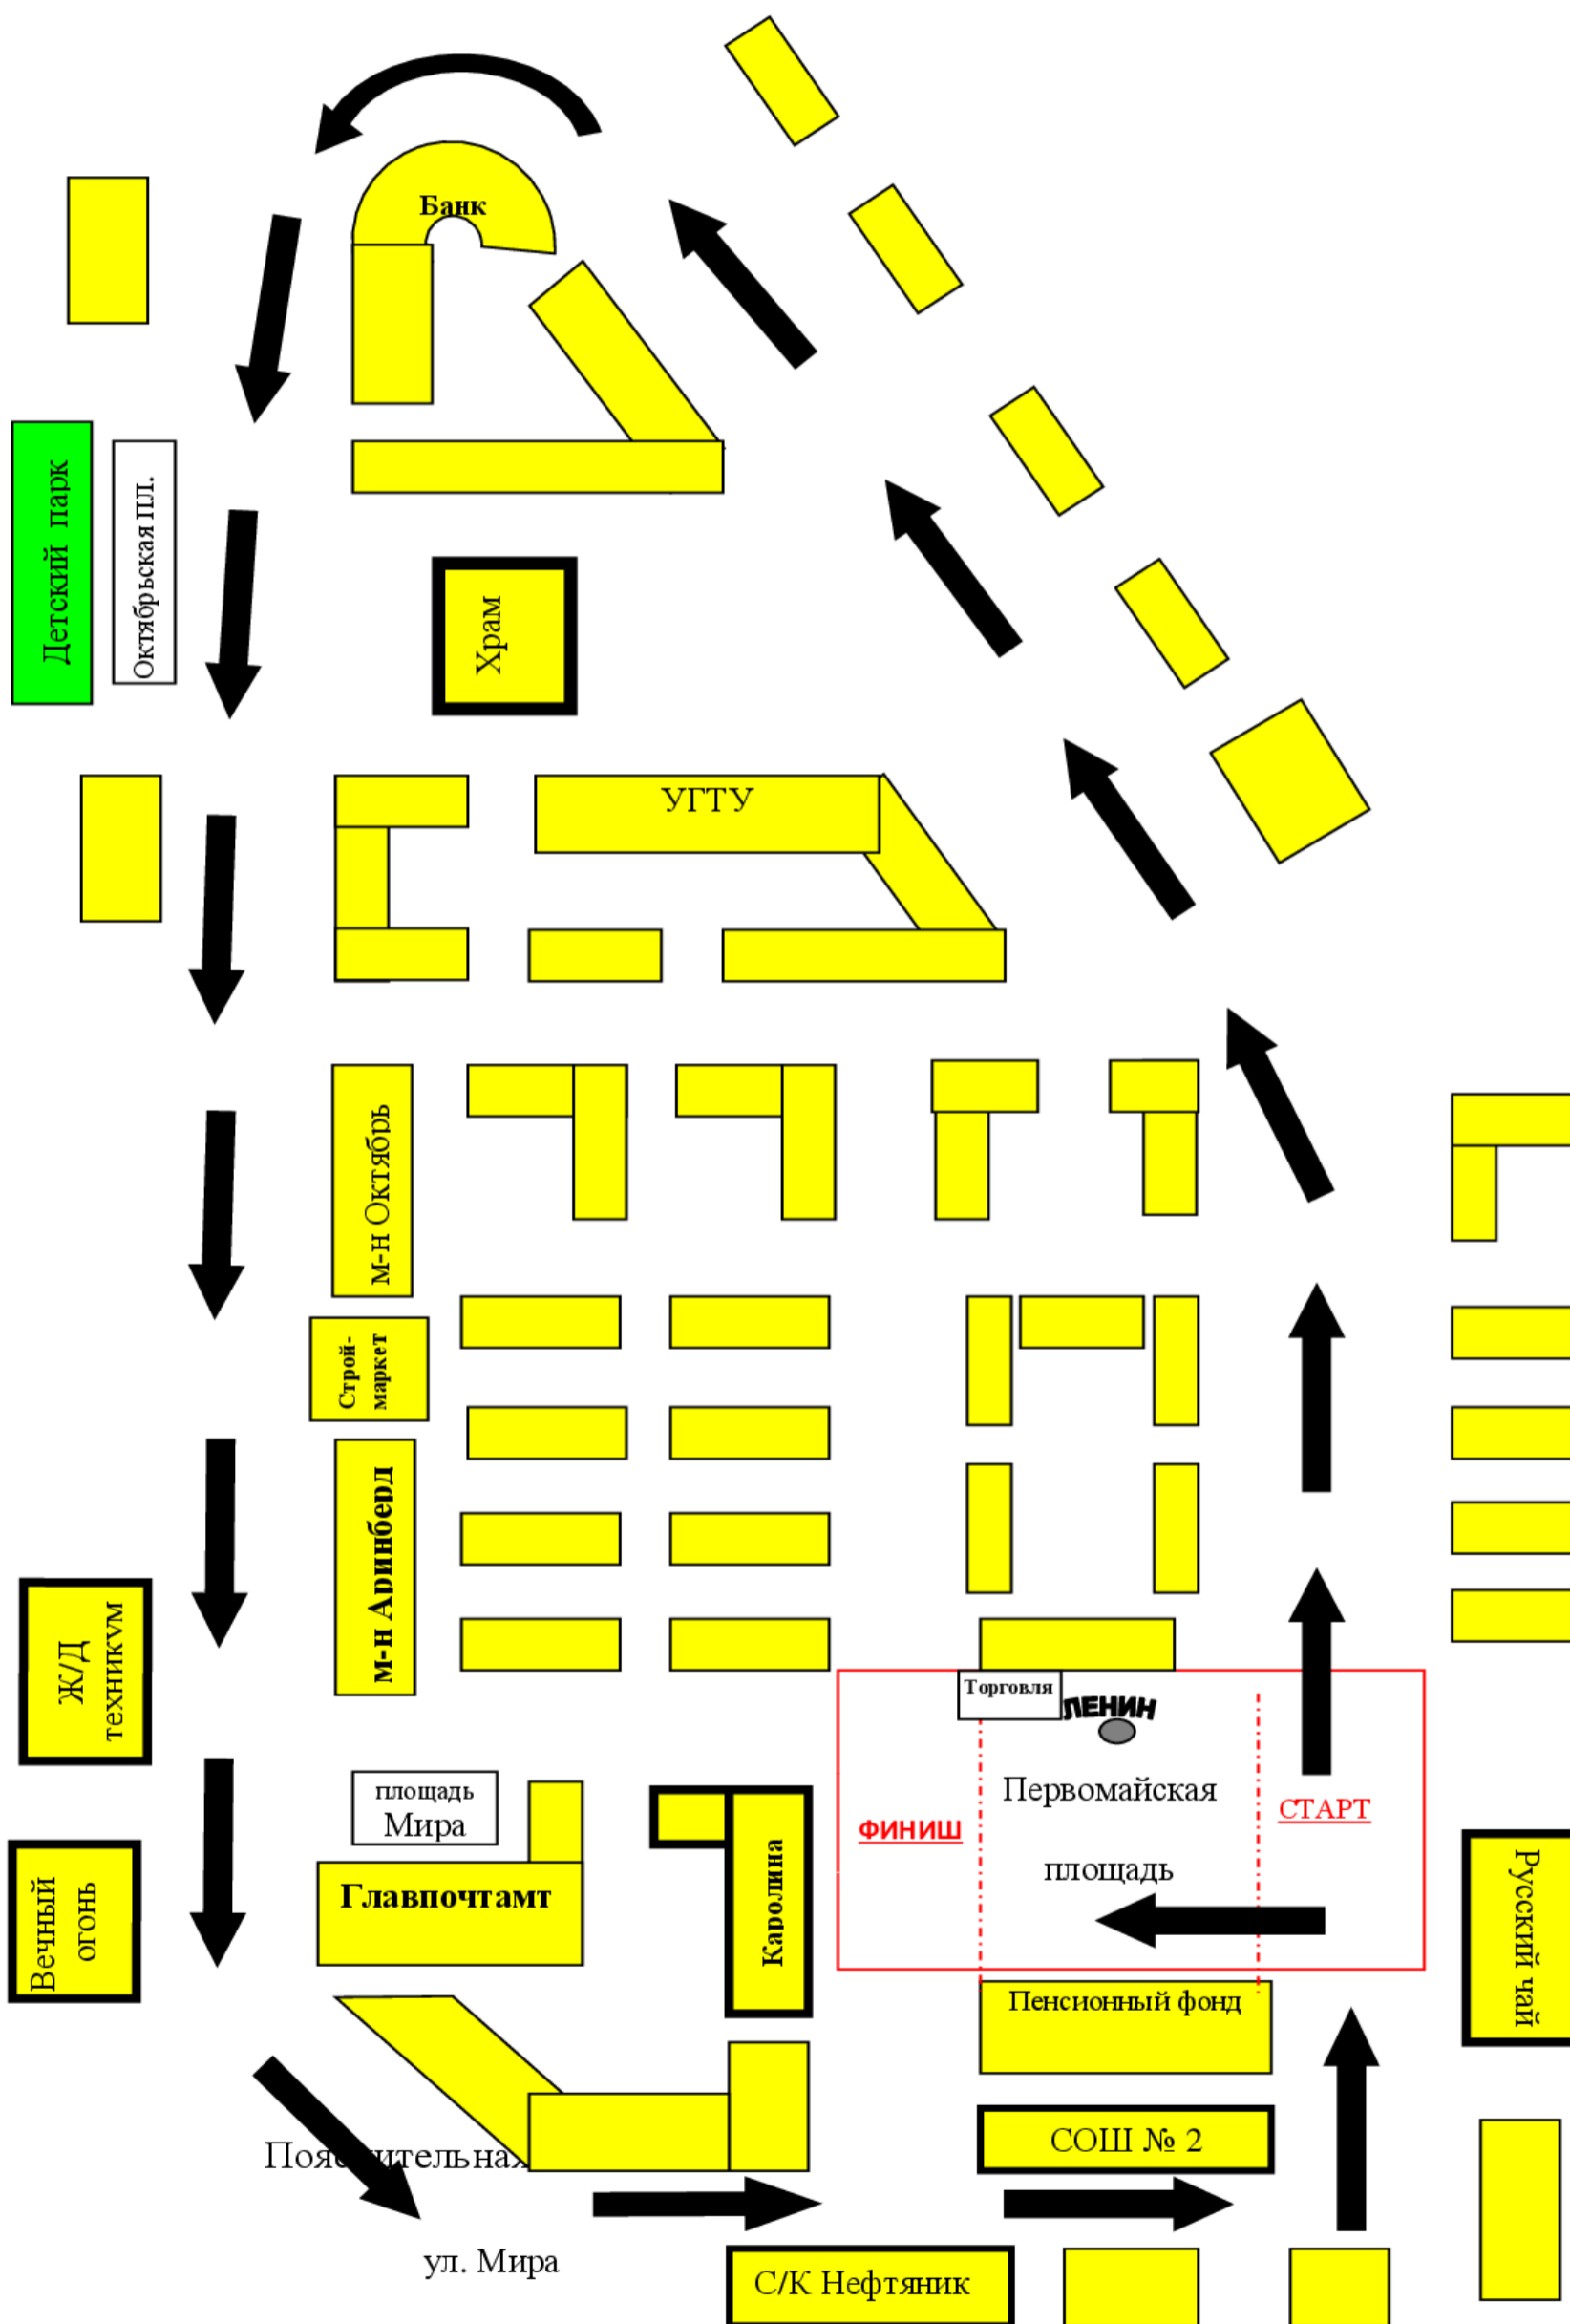 Банк
Детский парк
Октябрьская пл.
Храм
УГТУ
м-н Октябрь
Строй-
маркет
м-н Аринберд
Ж/Д
техникум
Торговля
ЛЕНИН
Первомайская
площадь
СТАРТ
ФИНИШ
площадь
Мира
Главпочтамт
Каролина
Вечный
огонь
Русский чай
Пенсионный фонд
СОШ № 2
ул. Мира
С/К Нефтяник